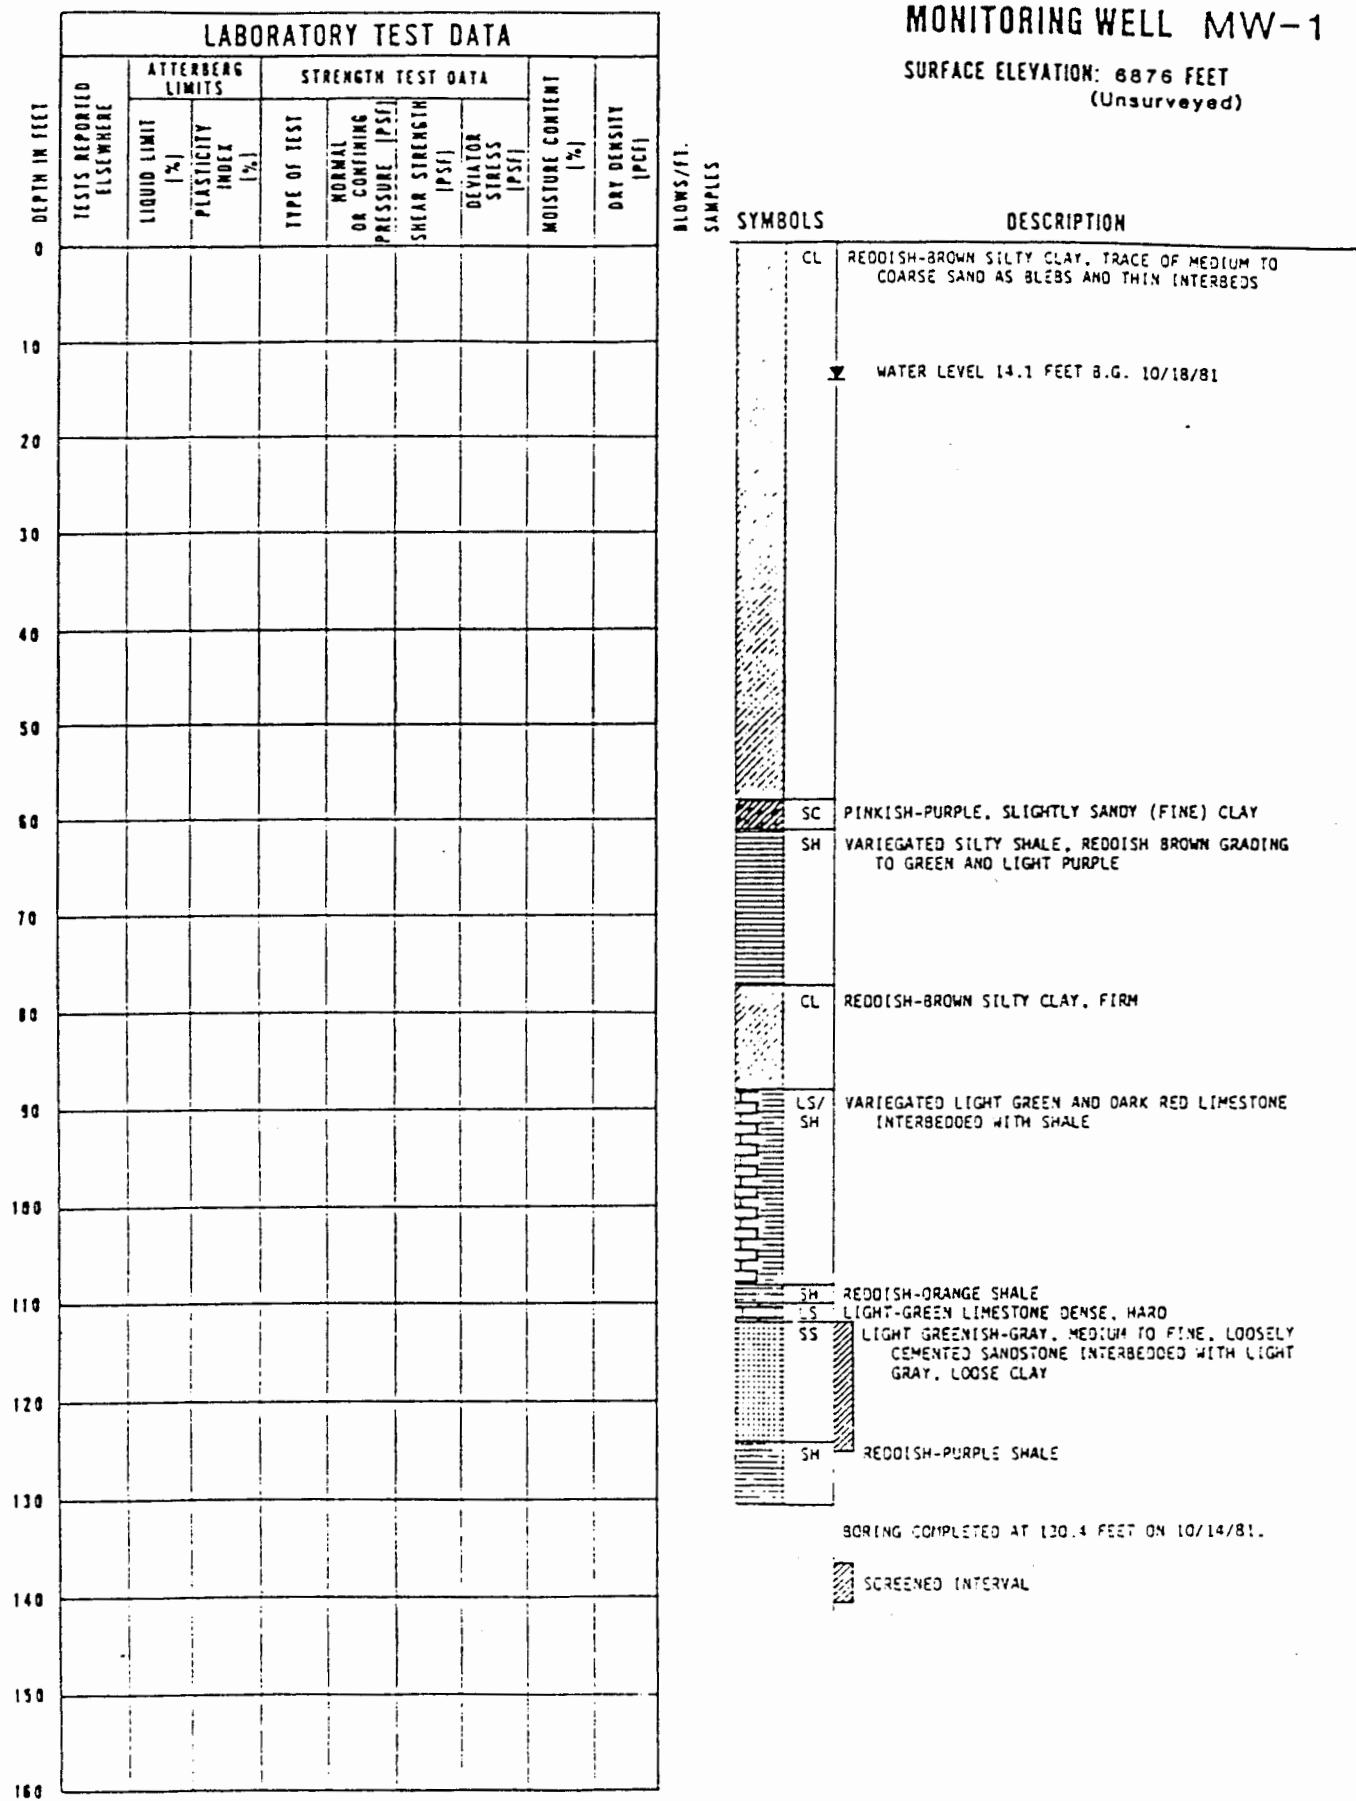 MONITORING WELL MW-1
SURFACE ELEVATION: 6876 FEET
(Unsurveyed)
LABORATORY TEST DATA
ATTERBERG
LIMITS
STRENGTH TEST DATA
DEPTH IN FEET
TESTS REPORTED
ELSEWHERE
LIQUID LIMIT
[%]
PLASTICITY
INDEX
[%]
TYPE OF TEST
NORMAL
OR CONFINING
PRESSURE [PSF]
SHEAR STRENGTH
[PSF]
DEVIATOR
STRESS
[PSF]
MOISTURE CONTENT
[%]
DRY DENSITY
[PCF]
BLOWS/FT.
SAMPLES
SYMBOLS
DESCRIPTION
0
CL REDDISH-BROWN SILTY CLAY, TRACE OF MEDIUM TO
COARSE SAND AS BLEBS AND THIN INTERBEDS
10
WATER LEVEL 14.1 FEET B.G. 10/18/81
20
30
40
50
SC PINKISH-PURPLE, SLIGHTLY SANDY (FINE) CLAY
60
SH VARIEGATED SILTY SHALE, REDDISH BROWN GRADING
TO GREEN AND LIGHT PURPLE
70
CL REDDISH-BROWN SILTY CLAY, FIRM
80
LS/ VARIEGATED LIGHT GREEN AND DARK RED LIMESTONE
SH INTERBEDDED WITH SHALE
90
100
SH REDDISH-ORANGE SHALE
110
LS LIGHT-GREEN LIMESTONE DENSE, HARD
SS LIGHT GREENISH-GRAY, MEDIUM TO FINE, LOOSELY
CEMENTED SANDSTONE INTERBEDDED WITH LIGHT
GRAY, LOOSE CLAY
120
SH REDDISH-PURPLE SHALE
130
BORING COMPLETED AT 130.4 FEET ON 10/14/81.
SCREENED INTERVAL
140
150
160